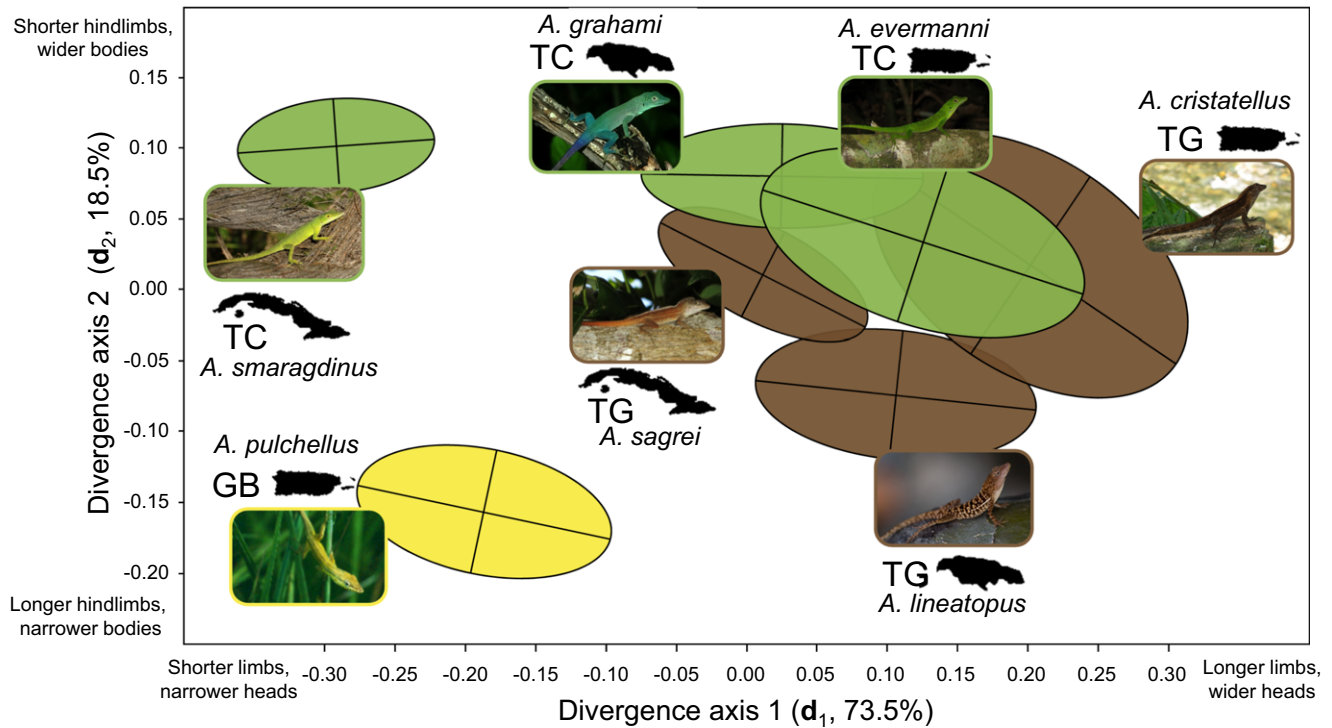 Shorter hindlimbs,
wider bodies
A. grahami
TC
A. evermanni
TC
A. cristatellus
TG
TC
A. smaragdinus
TG
A. sagrei
A. pulchellus
GB
TG
A. lineatopus
Divergence axis 2 (d2, 18.5%)
0.15
0.10
0.05
0.00
-0.05
-0.10
-0.15
-0.20
Longer hindlimbs,
narrower bodies
Shorter limbs,
narrower heads
-0.30 -0.25 -0.20 -0.15 -0.10 -0.05 0.00 0.05 0.10 0.15 0.20 0.25 0.30
Longer limbs,
wider heads
Divergence axis 1 (d1, 73.5%)